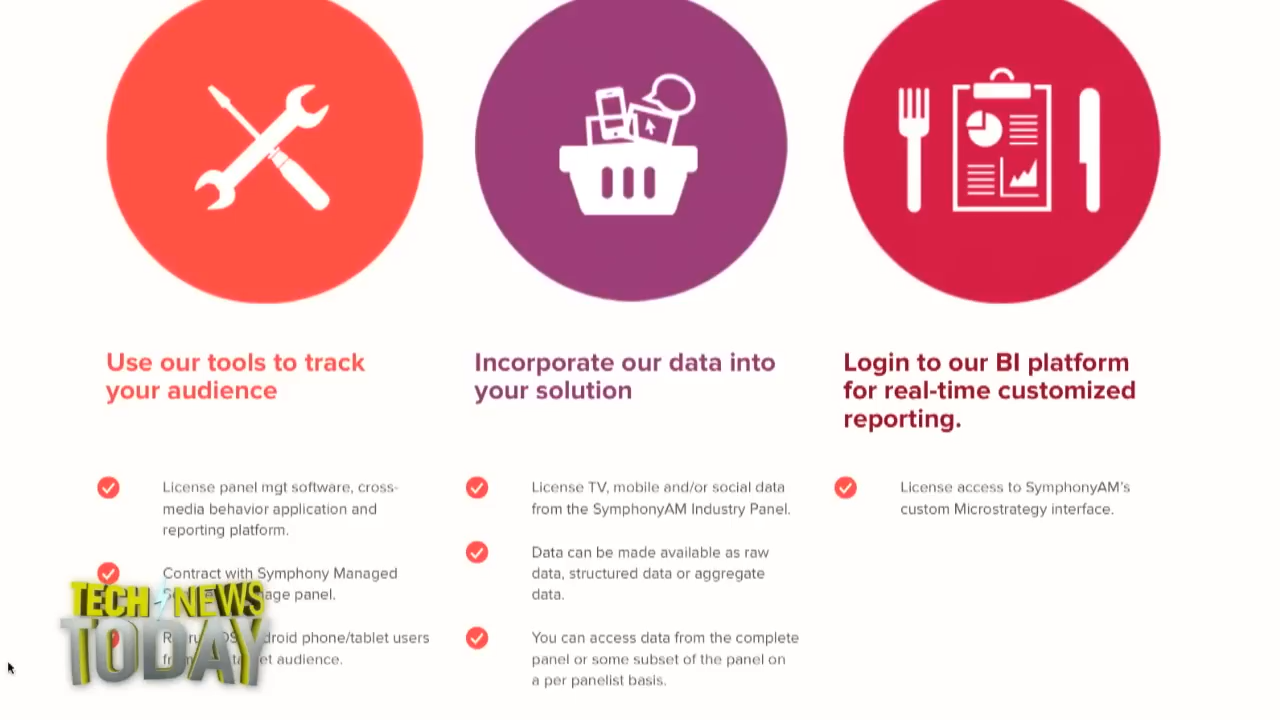 Use our tools to track
your audience
License panel mgt software, cross-
media behavior application and
reporting platform.
Contract with Symphony Managed
panel.
phone/tablet users
audience.
Incorporate our data into
your solution
License TV, mobile and/or social data
from the SymphonyAM Industry Panel.
Data can be made available as raw
data, structured data or aggregate
data.
You can access data from the complete
panel or some subset of the panel on
a per panelist basis.
Login to our BI platform
for real-time customized
reporting.
License access to SymphonyAM's
custom Microstrategy interface.
TECH NEWS
TODAY